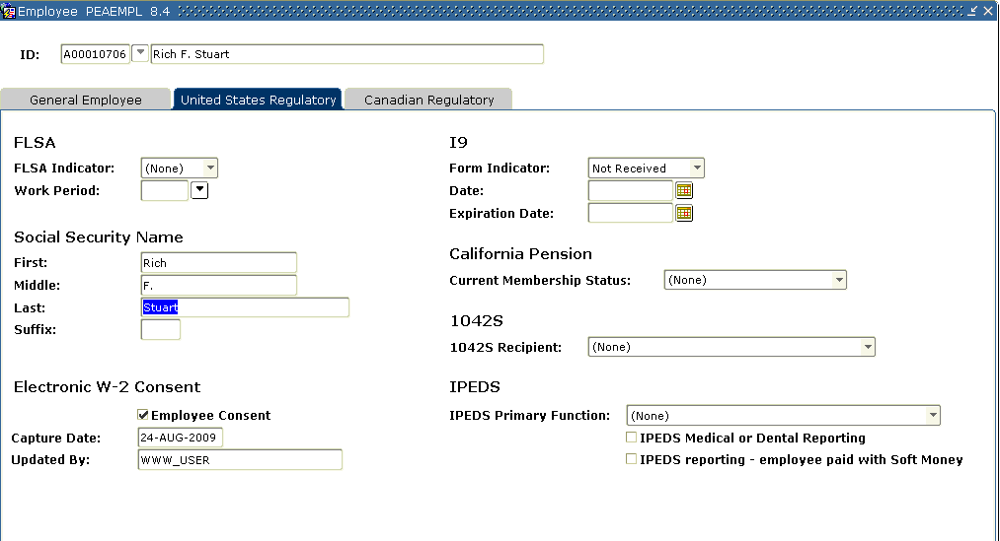 Employee PEAEMPL 8.4
ID: A00010706 Rich F. Stuart
General Employee United States Regulatory Canadian Regulatory
FLSA
FLSA Indicator: (None)
Work Period:
Social Security Name
First: Rich
Middle: F.
Last: Stuart
Suffix:
Electronic W-2 Consent
Employee Consent
Capture Date: 24-AUG-2009
Updated By: WWW_USER
I9
Form Indicator: Not Received
Date:
Expiration Date:
California Pension
Current Membership Status: (None)
1042S
1042S Recipient: (None)
IPEDS
IPEDS Primary Function: (None)
IPEDS Medical or Dental Reporting
IPEDS reporting - employee paid with Soft Money